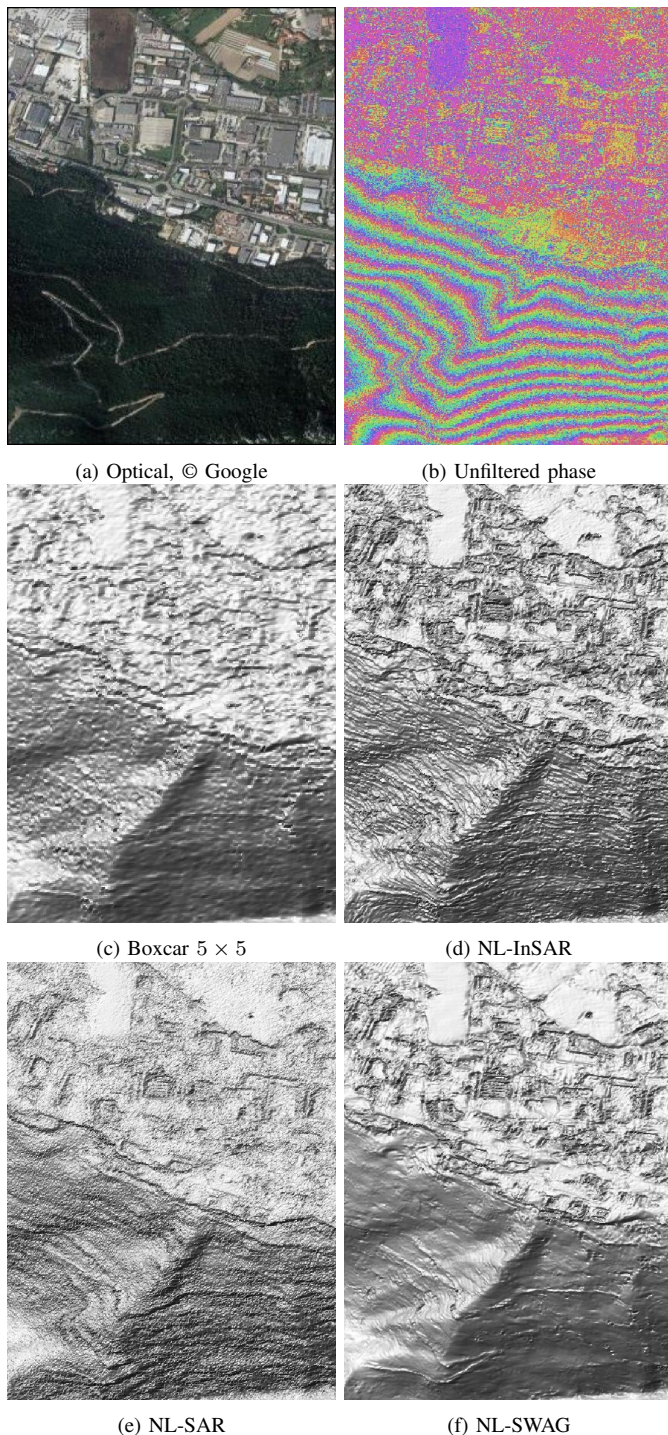 (a) Optical, © Google
(b) Unfiltered phase
(c) Boxcar 5 × 5
(d) NL-InSAR
(e) NL-SAR
(f) NL-SWAG